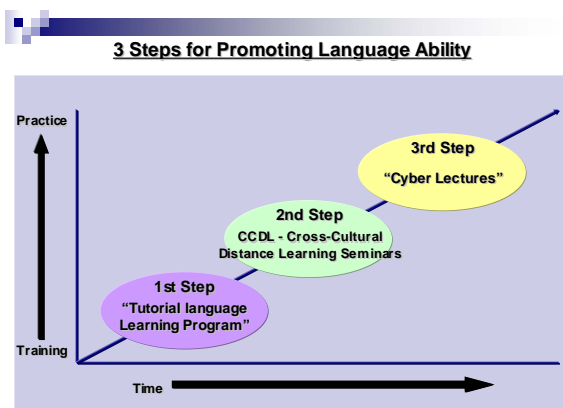 3 Steps for Promoting Language Ability
Practice
3rd Step
“Cyber Lectures”
2nd Step
CCDL - Cross-Cultural
Distance Learning Seminars
1st Step
“Tutorial language
Learning Program”
Training
Time